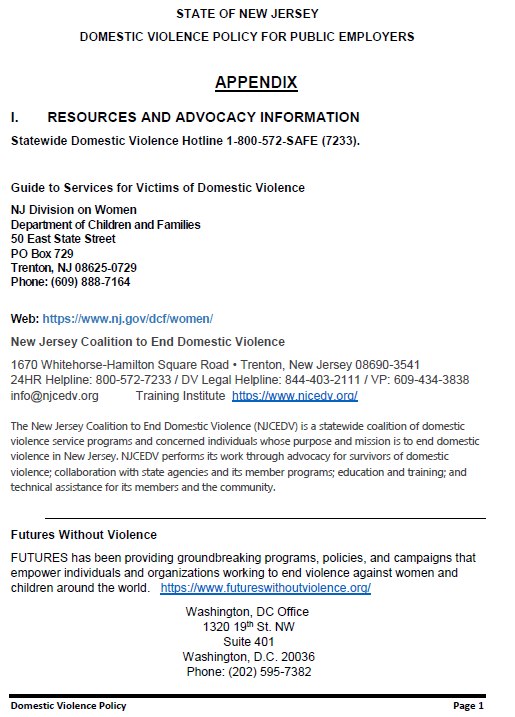 STATE OF NEW JERSEY
DOMESTIC VIOLENCE POLICY FOR PUBLIC EMPLOYERS
APPENDIX
I. RESOURCES AND ADVOCACY INFORMATION
Statewide Domestic Violence Hotline 1-800-572-SAFE (7233).
Guide to Services for Victims of Domestic Violence
NJ Division on Women
Department of Children and Families
50 East State Street
PO Box 729
Trenton, NJ 08625-0729
Phone: (609) 888-7164
Web: https://www.nj.gov/dcf/women/
New Jersey Coalition to End Domestic Violence
1670 Whitehorse-Hamilton Square Road • Trenton, New Jersey 08690-3541
24HR Helpline: 800-572-7233 / DV Legal Helpline: 844-403-2111 / VP: 609-434-3838
info@njcedv.org Training Institute https://www.njcedv.org/
The New Jersey Coalition to End Domestic Violence (NJCEDV) is a statewide coalition of domestic
violence service programs and concerned individuals whose purpose and mission is to end domestic
violence in New Jersey. NJCEDV performs its work through advocacy for survivors of domestic
violence; collaboration with state agencies and its member programs; education and training; and
technical assistance for its members and the community.
Futures Without Violence
FUTURES has been providing groundbreaking programs, policies, and campaigns that
empower individuals and organizations working to end violence against women and
children around the world. https://www.futureswithoutviolence.org/
Washington, DC Office
1320 19th St. NW
Suite 401
Washington, D.C. 20036
Phone: (202) 595-7382
Domestic Violence Policy Page 1